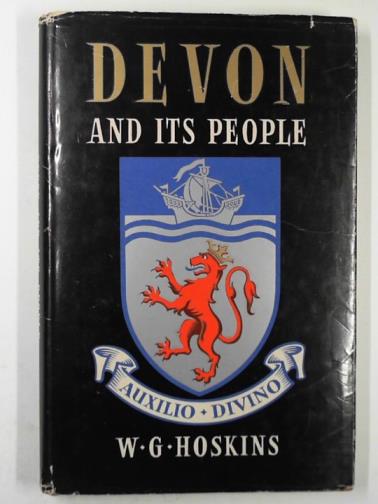 DEVON
AND ITS PEOPLE
AUXILIO · DIVINO
W·G·HOSKINS